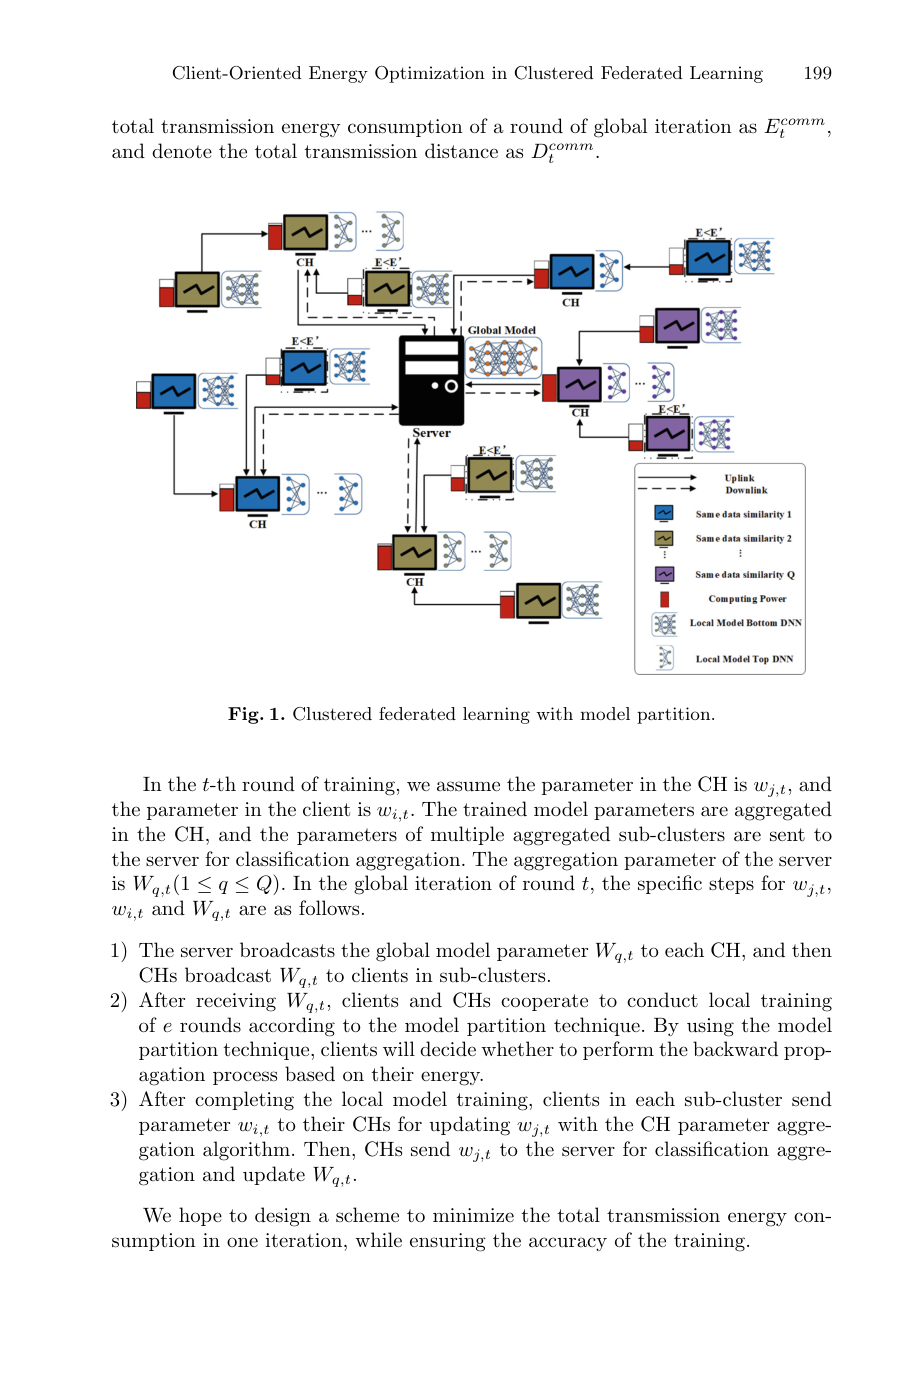 Client-Oriented Energy Optimization in Clustered Federated Learning 199
total transmission energy consumption of a round of global iteration as E_t^{comm},
and denote the total transmission distance as D_t^{comm}.
CH
E<E'
E<E'
CH
Global Model
E<E'
CH
E<E'
Server
E<E'
CH
CH
Uplink
Downlink
Same data similarity 1
Same data similarity 2
⋮ ⋮
Same data similarity Q
Computing Power
Local Model Bottom DNN
Local Model Top DNN
Fig. 1. Clustered federated learning with model partition.
In the t-th round of training, we assume the parameter in the CH is w_{j,t}, and
the parameter in the client is w_{i,t}. The trained model parameters are aggregated
in the CH, and the parameters of multiple aggregated sub-clusters are sent to
the server for classification aggregation. The aggregation parameter of the server
is W_{q,t}(1 ≤ q ≤ Q). In the global iteration of round t, the specific steps for w_{j,t},
w_{i,t} and W_{q,t} are as follows.
1) The server broadcasts the global model parameter W_{q,t} to each CH, and then
CHs broadcast W_{q,t} to clients in sub-clusters.
2) After receiving W_{q,t}, clients and CHs cooperate to conduct local training
of e rounds according to the model partition technique. By using the model
partition technique, clients will decide whether to perform the backward prop-
agation process based on their energy.
3) After completing the local model training, clients in each sub-cluster send
parameter w_{i,t} to their CHs for updating w_{j,t} with the CH parameter aggre-
gation algorithm. Then, CHs send w_{j,t} to the server for classification aggre-
gation and update W_{q,t}.
We hope to design a scheme to minimize the total transmission energy con-
sumption in one iteration, while ensuring the accuracy of the training.